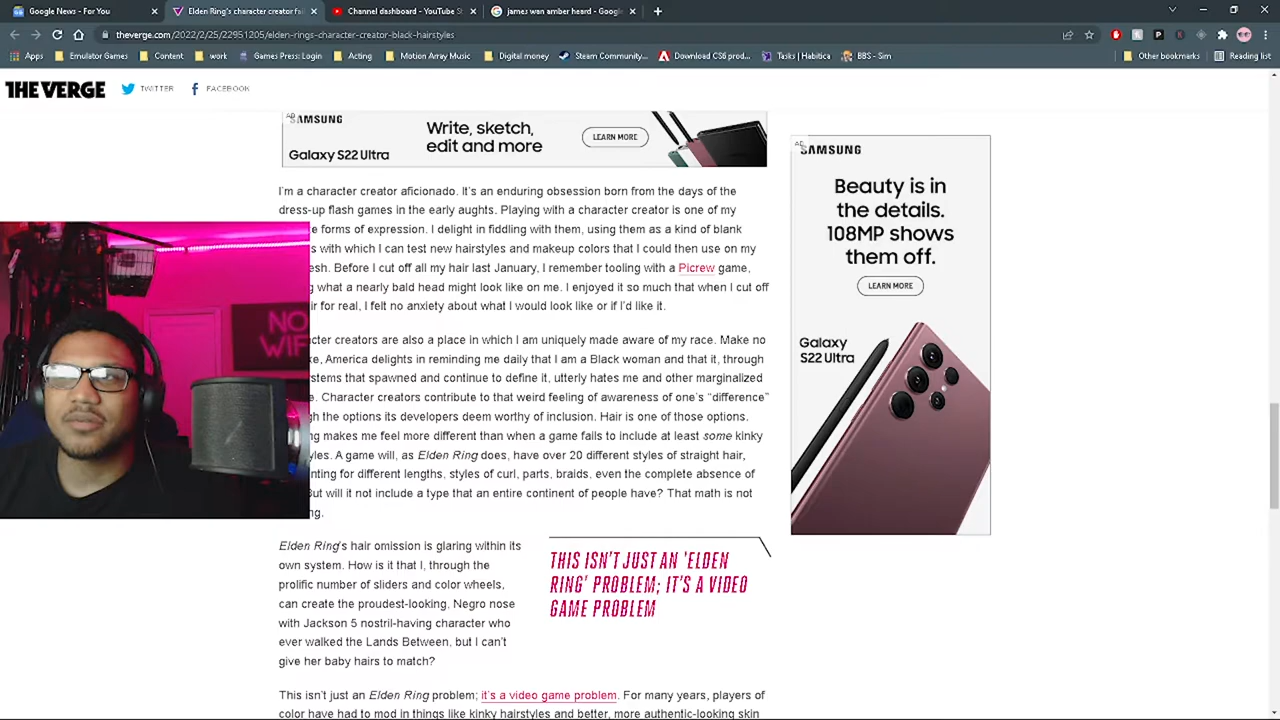 Google News - For You
Elden Ring's character creator fai
Channel dashboard - YouTube S
james wan amber heard - Google
theverge.com/2022/2/25/22951205/elden-rings-character-creator-black-hairstyles
Apps
Emulator Games
Content
work
Games Press: Login
Acting
Motion Array Music
Digital money
Steam Community...
Download CS6 prod...
Tasks | Habitica
BBS - Sim
Other bookmarks
Reading list
THE VERGE
TWITTER
FACEBOOK
AD
SAMSUNG
Galaxy S22 Ultra
Write, sketch,
edit and more
LEARN MORE
I'm a character creator aficionado. It's an enduring obsession born from the days of the
dress-up flash games in the early aughts. Playing with a character creator is one of my
e forms of expression. I delight in fiddling with them, using them as a kind of blank
s with which I can test new hairstyles and makeup colors that I could then use on my
esh. Before I cut off all my hair last January, I remember tooling with a Picrew game,
g what a nearly bald head might look like on me. I enjoyed it so much that when I cut off
ir for real, I felt no anxiety about what I would look like or if I'd like it.
cter creators are also a place in which I am uniquely made aware of my race. Make no
ke, America delights in reminding me daily that I am a Black woman and that it, through
stems that spawned and continue to define it, utterly hates me and other marginalized
e. Character creators contribute to that weird feeling of awareness of one's "difference"
gh the options its developers deem worthy of inclusion. Hair is one of those options.
ng makes me feel more different than when a game fails to include at least some kinky
yles. A game will, as Elden Ring does, have over 20 different styles of straight hair,
nting for different lengths, styles of curl, parts, braids, even the complete absence of
But will it not include a type that an entire continent of people have? That math is not
ng.
Elden Ring's hair omission is glaring within its
own system. How is it that I, through the
prolific number of sliders and color wheels,
can create the proudest-looking, Negro nose
with Jackson 5 nostril-having character who
ever walked the Lands Between, but I can't
give her baby hairs to match?
THIS ISN'T JUST AN 'ELDEN
RING' PROBLEM; IT'S A VIDEO
GAME PROBLEM
This isn't just an Elden Ring problem; it's a video game problem. For many years, players of
color have had to mod in things like kinky hairstyles and better, more authentic-looking skin
AD
SAMSUNG
Beauty is in
the details.
108MP shows
them off.
LEARN MORE
Galaxy
S22 Ultra
NO
WIFI